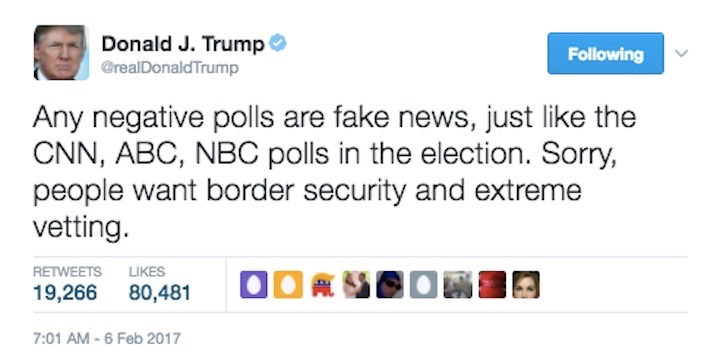 Donald J. Trump
@realDonaldTrump
Following
Any negative polls are fake news, just like the
CNN, ABC, NBC polls in the election. Sorry,
people want border security and extreme
vetting.
RETWEETS LIKES
19,266 80,481
7:01 AM - 6 Feb 2017